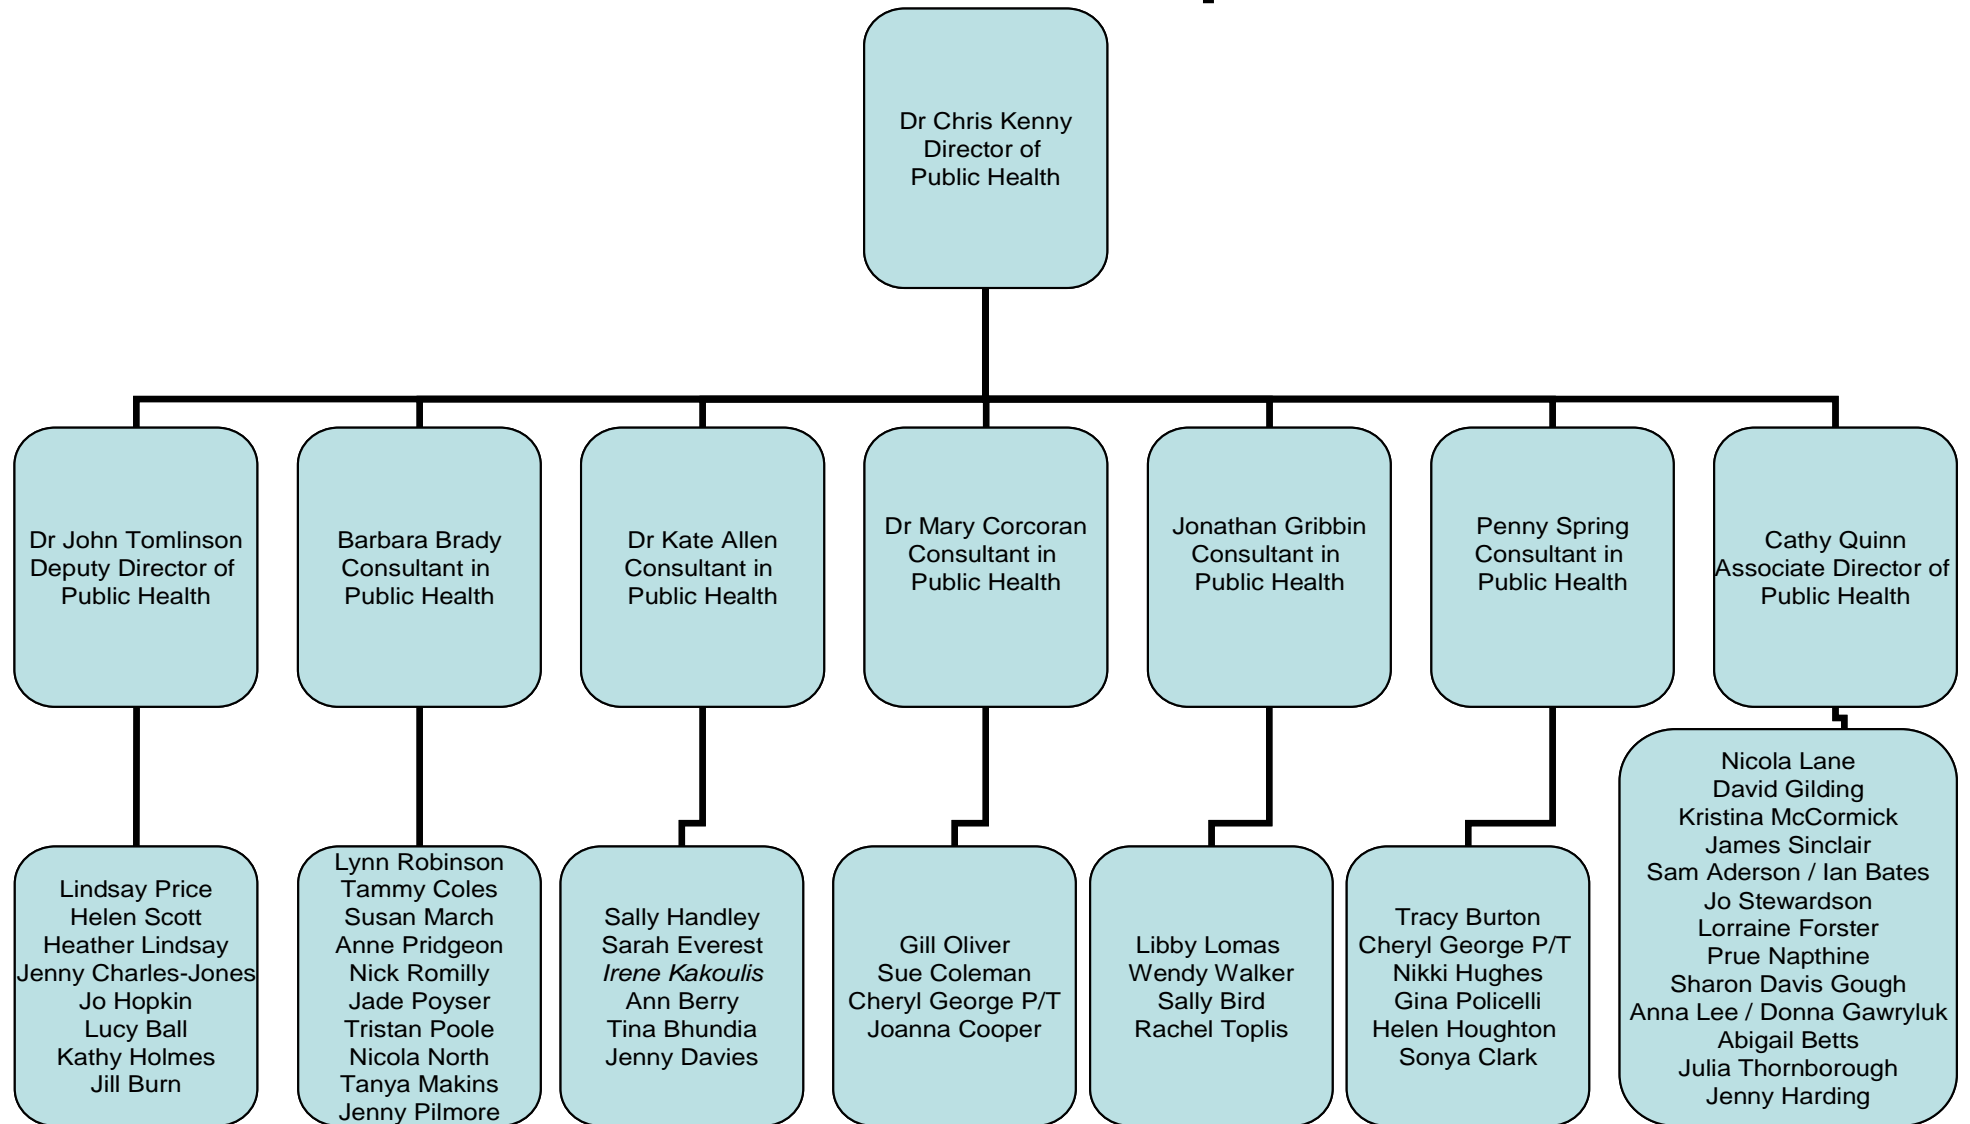 Dr Chris Kenny
Director of
Public Health
Dr John Tomlinson
Deputy Director of
Public Health
Barbara Brady
Consultant in
Public Health
Dr Kate Allen
Consultant in
Public Health
Dr Mary Corcoran
Consultant in
Public Health
Jonathan Gribbin
Consultant in
Public Health
Penny Spring
Consultant in
Public Health
Cathy Quinn
Associate Director of
Public Health
Lindsay Price
Helen Scott
Heather Lindsay
Jenny Charles-Jones
Jo Hopkin
Lucy Ball
Kathy Holmes
Jill Burn
Lynn Robinson
Tammy Coles
Susan March
Anne Pridgeon
Nick Romilly
Jade Poyser
Tristan Poole
Nicola North
Tanya Makins
Jenny Pilmore
Sally Handley
Sarah Everest
Irene Kakoulis
Ann Berry
Tina Bhundia
Jenny Davies
Gill Oliver
Sue Coleman
Cheryl George P/T
Joanna Cooper
Libby Lomas
Wendy Walker
Sally Bird
Rachel Toplis
Tracy Burton
Cheryl George P/T
Nikki Hughes
Gina Policelli
Helen Houghton
Sonya Clark
Nicola Lane
David Gilding
Kristina McCormick
James Sinclair
Sam Aderson / Ian Bates
Jo Stewardson
Lorraine Forster
Prue Napthine
Sharon Davis Gough
Anna Lee / Donna Gawryluk
Abigail Betts
Julia Thornborough
Jenny Harding